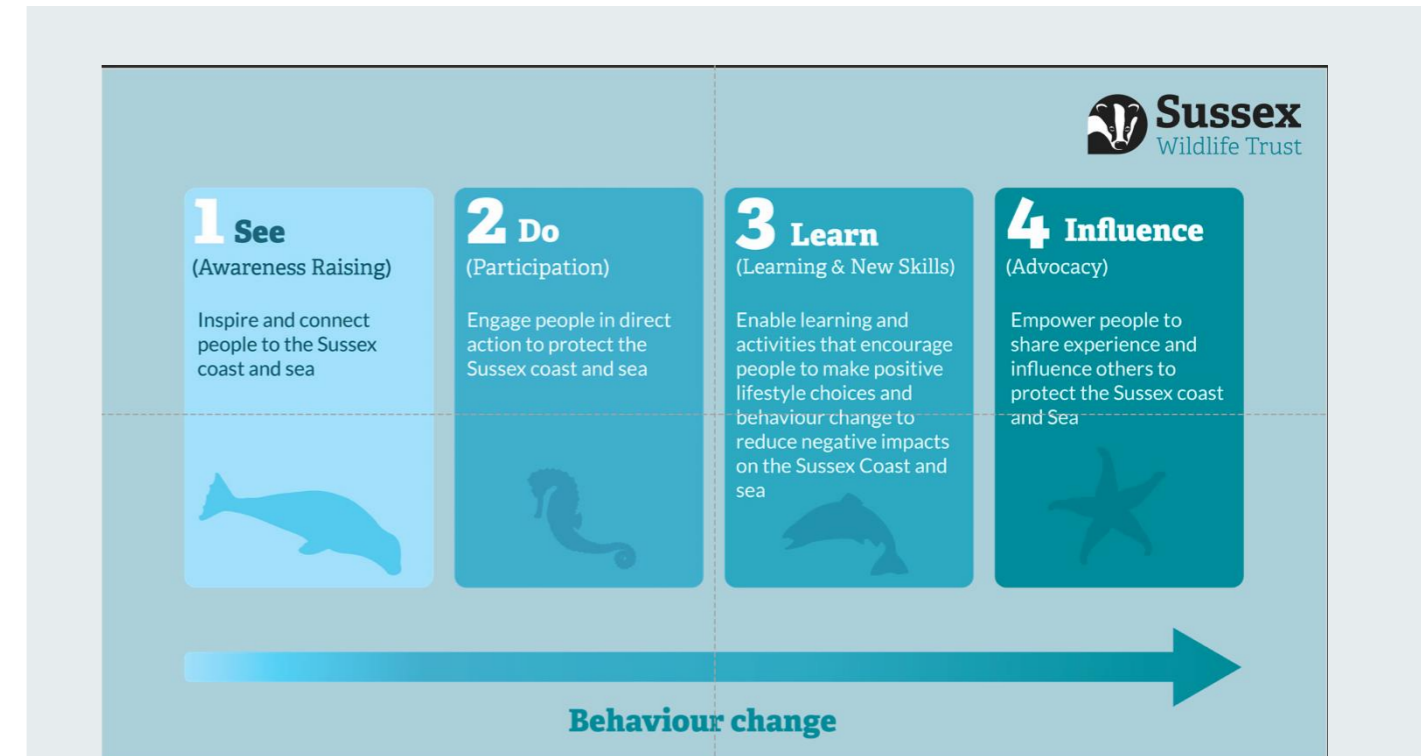 Sussex
Wildlife Trust
1 See
(Awareness Raising)
Inspire and connect
people to the Sussex
coast and sea
2 Do
(Participation)
Engage people in direct
action to protect the
Sussex coast and sea
3 Learn
(Learning & New Skills)
Enable learning and
activities that encourage
people to make positive
lifestyle choices and
behaviour change to
reduce negative impacts
on the Sussex Coast and
sea
4 Influence
(Advocacy)
Empower people to
share experience and
influence others to
protect the Sussex coast
and Sea
Behaviour change